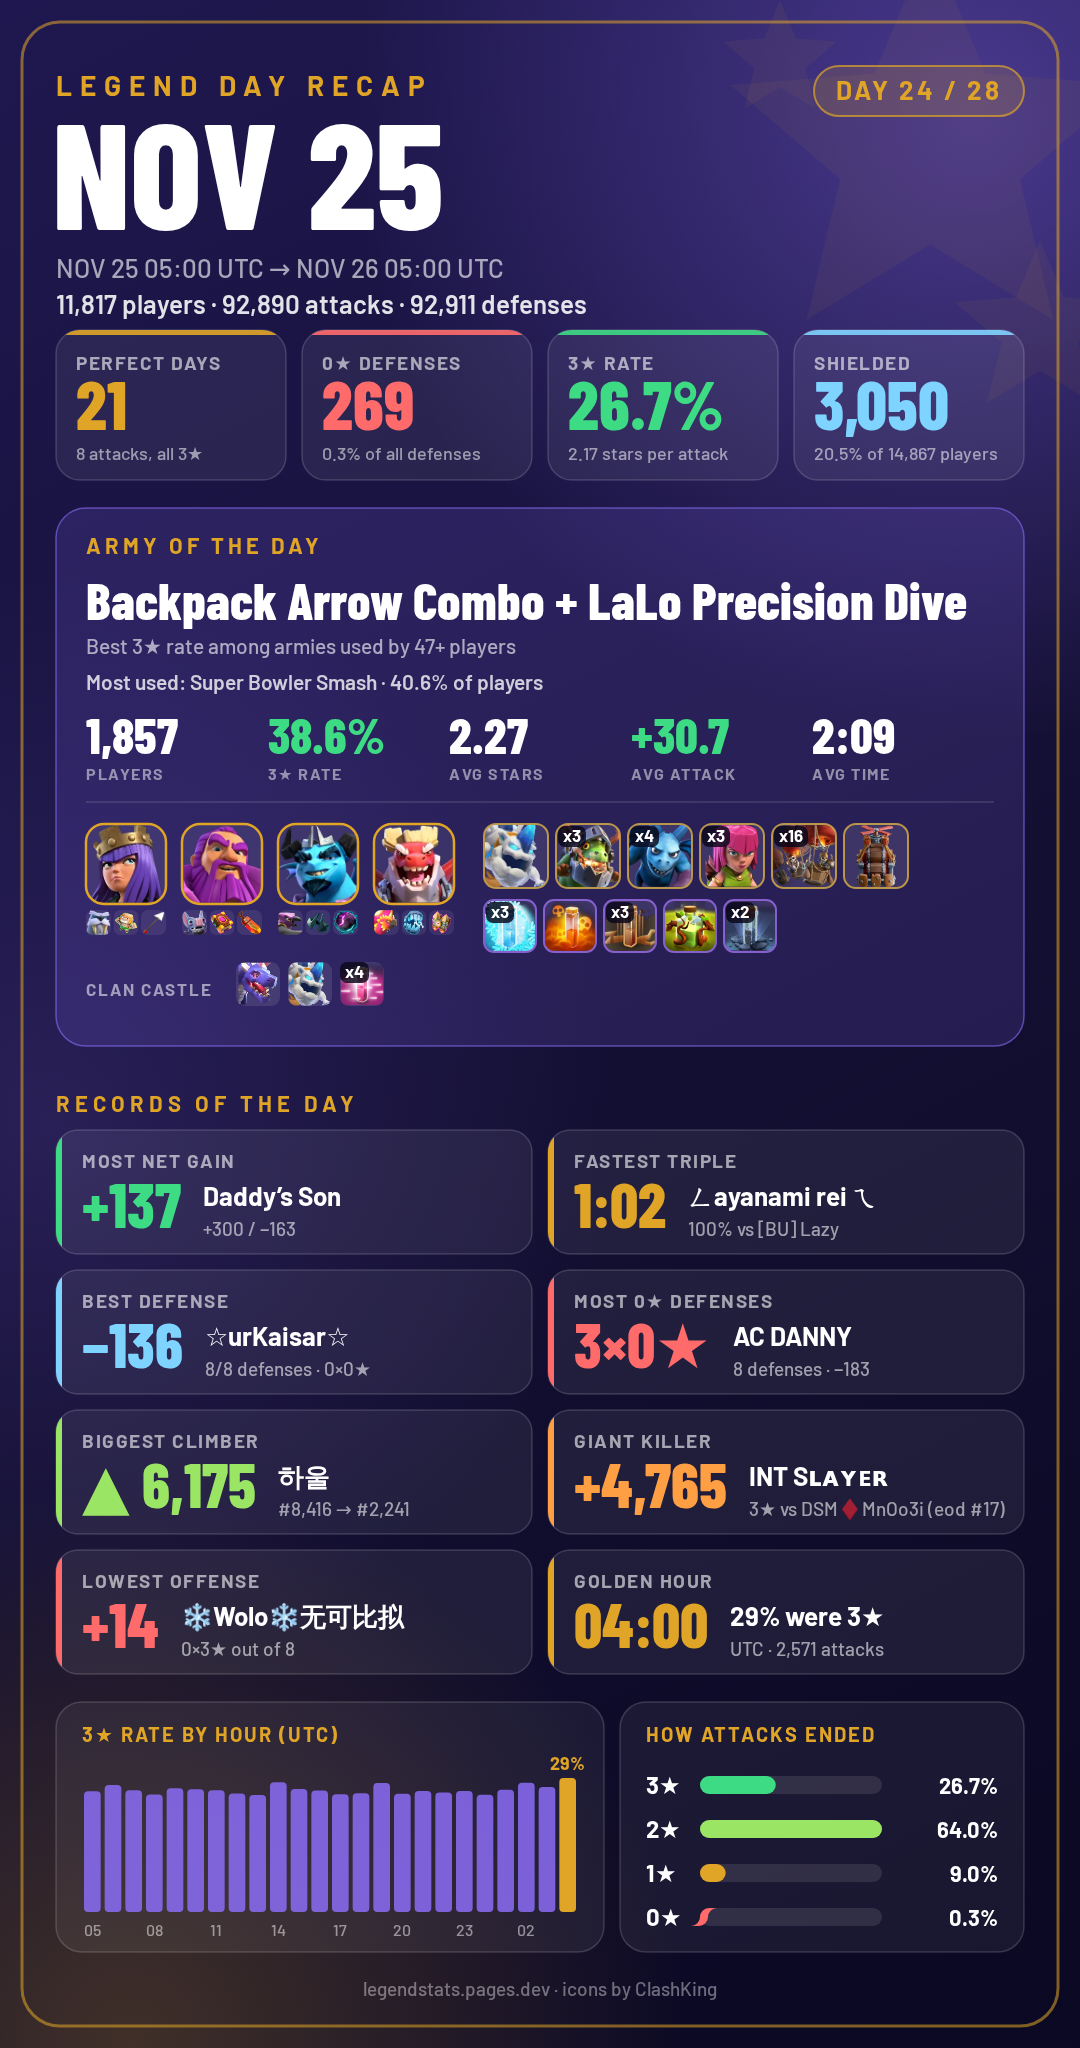 LEGEND DAY RECAP
DAY 24 / 28
NOV 25
NOV 25 05:00 UTC → NOV 26 05:00 UTC
11,817 players · 92,890 attacks · 92,911 defenses
PERFECT DAYS
21
8 attacks, all 3★
0★ DEFENSES
269
0.3% of all defenses
3★ RATE
26.7%
2.17 stars per attack
SHIELDED
3,050
20.5% of 14,867 players
ARMY OF THE DAY
Backpack Arrow Combo + LaLo Precision Dive
Best 3★ rate among armies used by 47+ players
Most used: Super Bowler Smash · 40.6% of players
1,857
PLAYERS
38.6%
3★ RATE
2.27
AVG STARS
+30.7
AVG ATTACK
2:09
AVG TIME
x3 x4 x3 x16
x3 x3 x2
CLAN CASTLE
x4
RECORDS OF THE DAY
MOST NET GAIN
+137
Daddy’s Son
+300 / −163
FASTEST TRIPLE
1:02
ㄥayanami rei 乁
100% vs [BU] Lazy
BEST DEFENSE
−136
☆urKaisar☆
8/8 defenses · 0×0★
MOST 0★ DEFENSES
3×0★
AC DANNY
8 defenses · −183
BIGGEST CLIMBER
▲ 6,175
하울
#8,416 → #2,241
GIANT KILLER
+4,765
INT Sʟᴀʏᴇʀ
3★ vs DSM♦️MnOo3i (eod #17)
LOWEST OFFENSE
+14
❄️Wolo❄️无可比拟
0×3★ out of 8
GOLDEN HOUR
04:00
29% were 3★
UTC · 2,571 attacks
3★ RATE BY HOUR (UTC)
29%
05 08 11 14 17 20 23 02
HOW ATTACKS ENDED
3★ 26.7%
2★ 64.0%
1★ 9.0%
0★ 0.3%
legendstats.pages.dev · icons by ClashKing